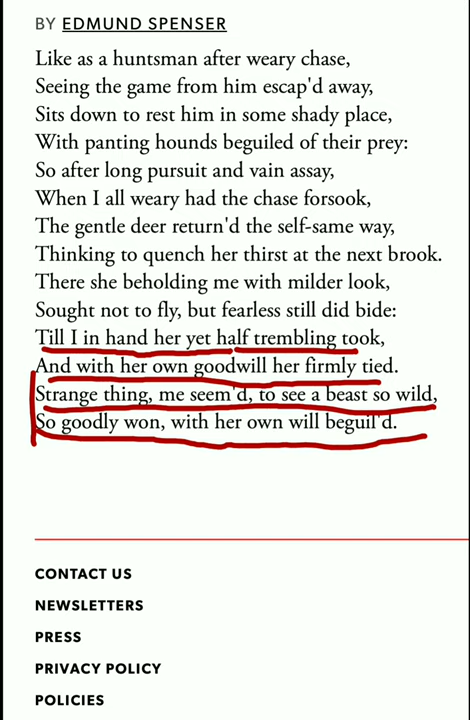 BY EDMUND SPENSER
Like as a huntsman after weary chase,
Seeing the game from him escap'd away,
Sits down to rest him in some shady place,
With panting hounds beguiled of their prey:
So after long pursuit and vain assay,
When I all weary had the chase forsook,
The gentle deer return'd the self-same way,
Thinking to quench her thirst at the next brook.
There she beholding me with milder look,
Sought not to fly, but fearless still did bide:
Till I in hand her yet half trembling took,
And with her own goodwill her firmly tied.
Strange thing, me seem'd, to see a beast so wild,
So goodly won, with her own will beguil'd.
CONTACT US
NEWSLETTERS
PRESS
PRIVACY POLICY
POLICIES